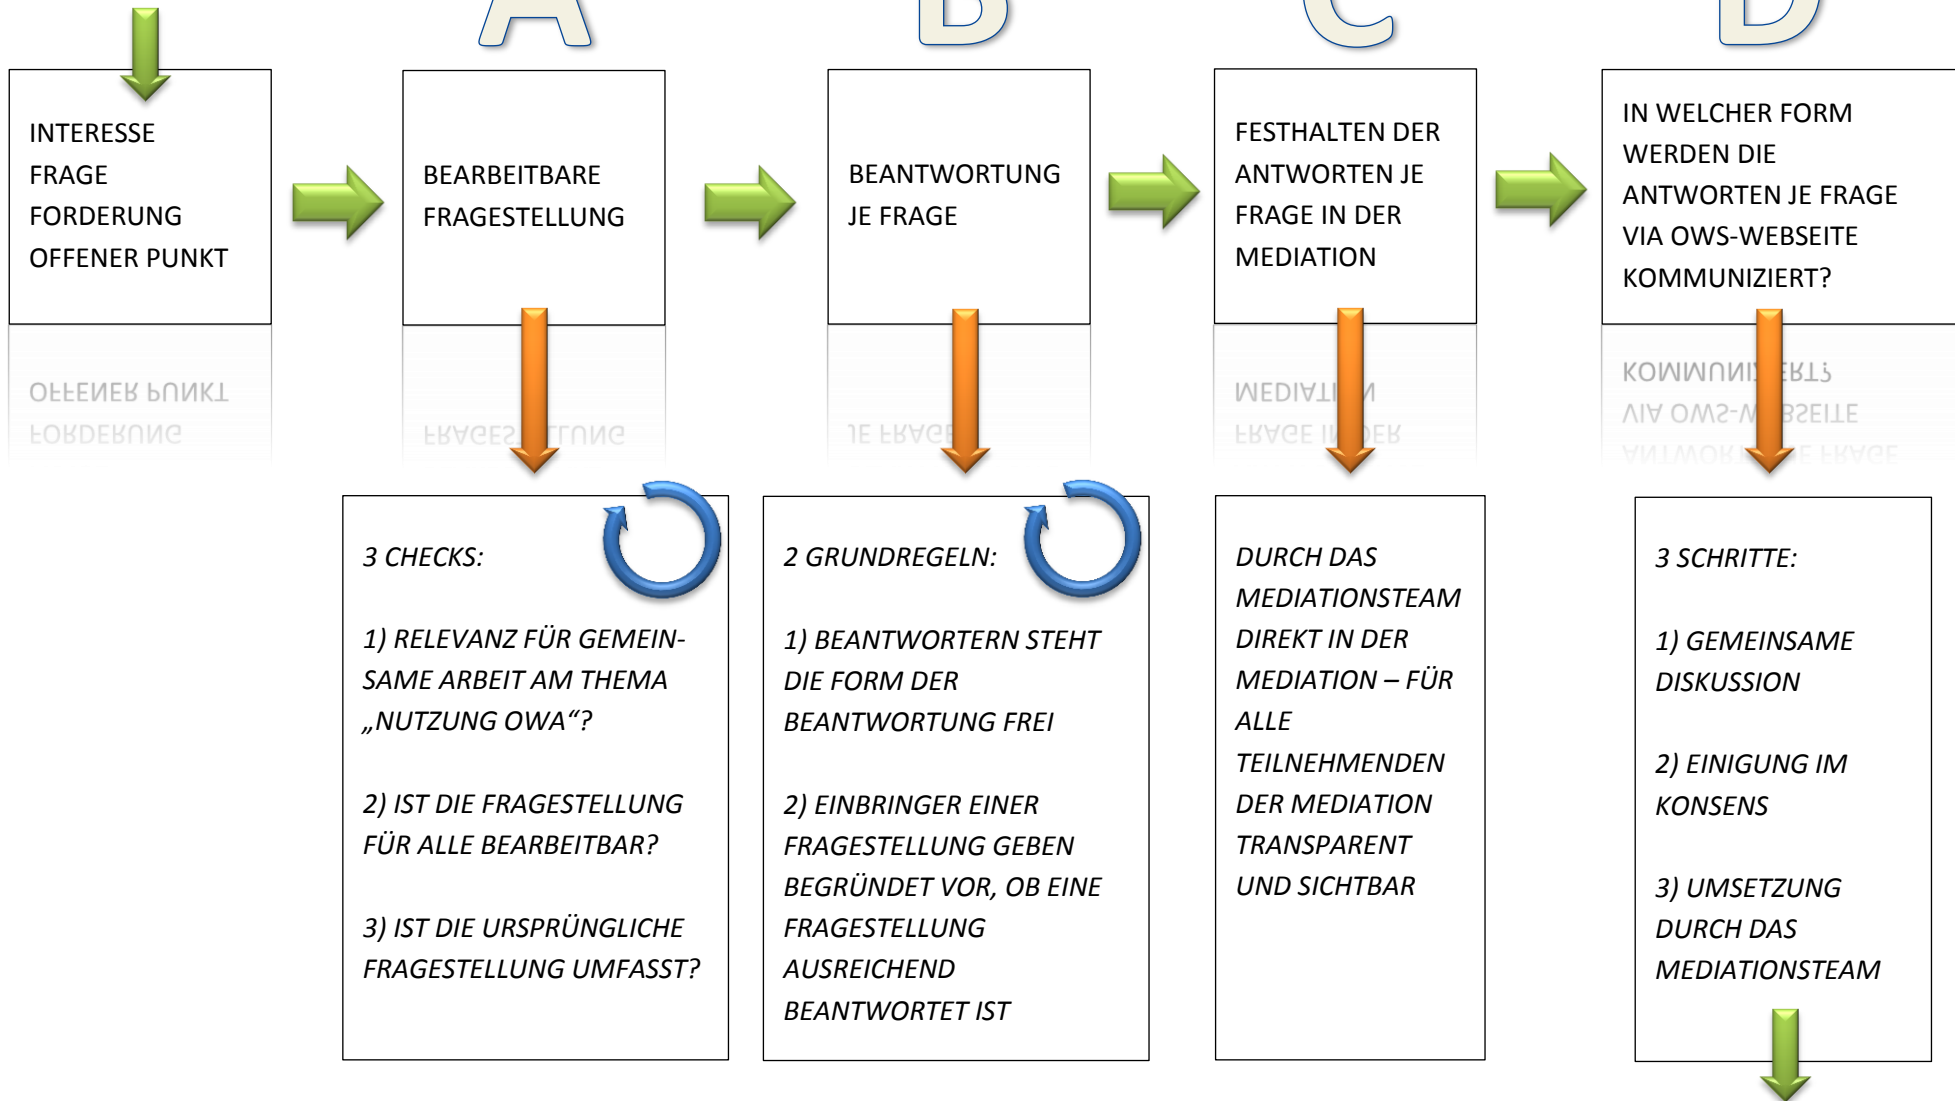 A
B
C
D
INTERESSE
FRAGE
FORDERUNG
OFFENER PUNKT
BEARBEITBARE
FRAGESTELLUNG
BEANTWORTUNG
JE FRAGE
FESTHALTEN DER
ANTWORTEN JE
FRAGE IN DER
MEDIATION
IN WELCHER FORM
WERDEN DIE
ANTWORTEN JE FRAGE
VIA OWS-WEBSEITE
KOMMUNIZIERT?
3 CHECKS:
1) RELEVANZ FÜR GEMEIN-
SAME ARBEIT AM THEMA
„NUTZUNG OWA“?
2) IST DIE FRAGESTELLUNG
FÜR ALLE BEARBEITBAR?
3) IST DIE URSPRÜNGLICHE
FRAGESTELLUNG UMFASST?
2 GRUNDREGELN:
1) BEANTWORTERN STEHT
DIE FORM DER
BEANTWORTUNG FREI
2) EINBRINGER EINER
FRAGESTELLUNG GEBEN
BEGRÜNDET VOR, OB EINE
FRAGESTELLUNG
AUSREICHEND
BEANTWORTET IST
DURCH DAS
MEDIATIONSTEAM
DIREKT IN DER
MEDIATION – FÜR
ALLE
TEILNEHMENDEN
DER MEDIATION
TRANSPARENT
UND SICHTBAR
3 SCHRITTE:
1) GEMEINSAME
DISKUSSION
2) EINIGUNG IM
KONSENS
3) UMSETZUNG
DURCH DAS
MEDIATIONSTEAM